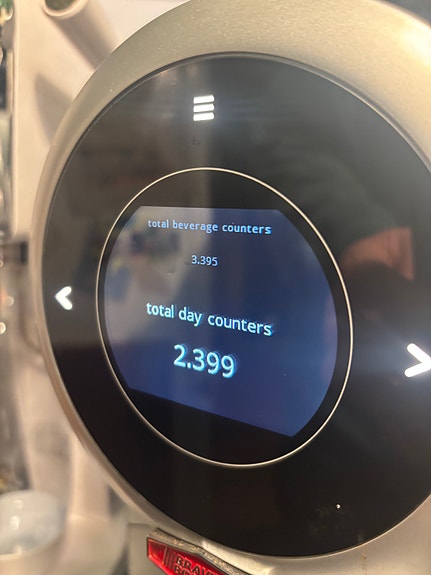 total beverage counters
3.395
total day counters
2.399